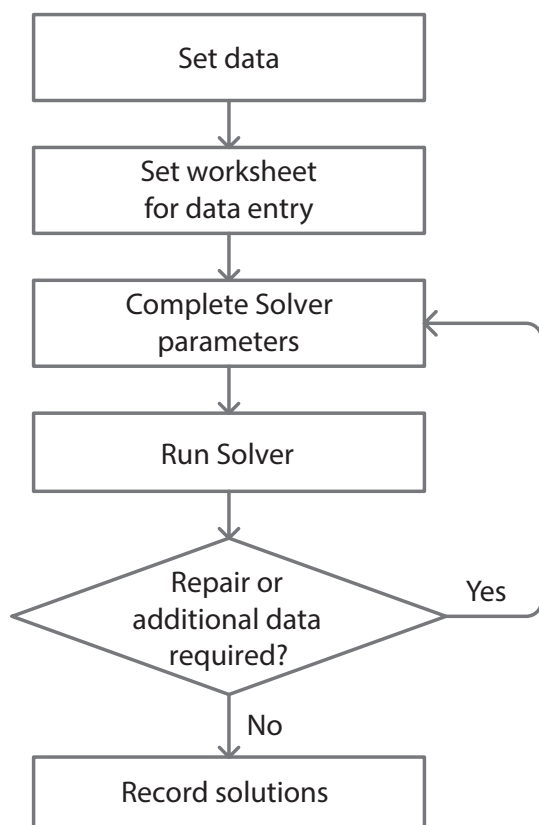 Set data
Set worksheet
for data entry
Complete Solver
parameters
Run Solver
Repair or
additional data
required?
Yes
No
Record solutions